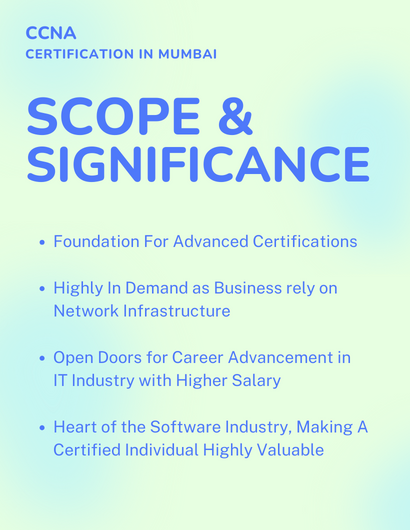 CCNA
CERTIFICATION IN MUMBAI
SCOPE &
SIGNIFICANCE
• Foundation For Advanced Certifications
• Highly In Demand as Business rely on
Network Infrastructure
• Open Doors for Career Advancement in
IT Industry with Higher Salary
• Heart of the Software Industry, Making A
Certified Individual Highly Valuable